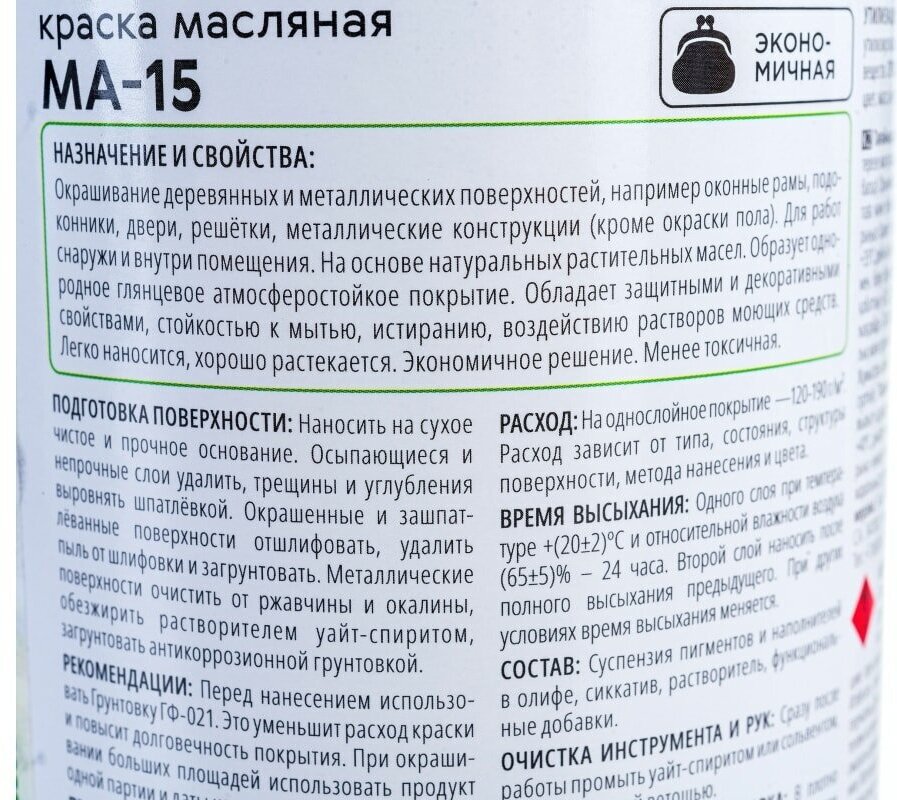 краска масляная
МА-15
ЭКОНО-
МИЧНАЯ
НАЗНАЧЕНИЕ И СВОЙСТВА:
Окрашивание деревянных и металлических поверхностей, например оконные рамы, подо-
конники, двери, решётки, металлические конструкции (кроме окраски пола). Для работ
снаружи и внутри помещения. На основе натуральных растительных масел. Образует одно-
родное глянцевое атмосферостойкое покрытие. Обладает защитными и декоративными
свойствами, стойкостью к мытью, истиранию, воздействию растворов моющих средств.
Легко наносится, хорошо растекается. Экономичное решение. Менее токсичная.
ПОДГОТОВКА ПОВЕРХНОСТИ: Наносить на сухое
чистое и прочное основание. Осыпающиеся и
непрочные слои удалить, трещины и углубления
выровнять шпатлёвкой. Окрашенные и зашпат-
лёванные поверхности отшлифовать, удалить
пыль от шлифовки и загрунтовать. Металлические
поверхности очистить от ржавчины и окалины,
обезжирить растворителем уайт-спиритом,
загрунтовать антикоррозионной грунтовкой.
РЕКОМЕНДАЦИИ: Перед нанесением использо-
вать Грунтовку ГФ-021. Это уменьшит расход краски
и повысит долговечность покрытия. При окраши-
вании больших площадей использовать продукт
одной партии и даты
РАСХОД: На однослойное покрытие —120-190 г/м²
Расход зависит от типа, состояния, структуры
поверхности, метода нанесения и цвета.
ВРЕМЯ ВЫСЫХАНИЯ: Одного слоя при темпера-
туре +(20±2)°С и относительной влажности воздуха
(65±5)% – 24 часа. Второй слой наносить после
полного высыхания предыдущего. При других
условиях время высыхания меняется.
СОСТАВ: Суспензия пигментов и наполнителей
в олифе, сиккатив, растворитель, функциональ-
ные добавки.
ОЧИСТКА ИНСТРУМЕНТА И РУК: Сразу после
работы промыть уайт-спиритом или сольвентом,
ветошью.